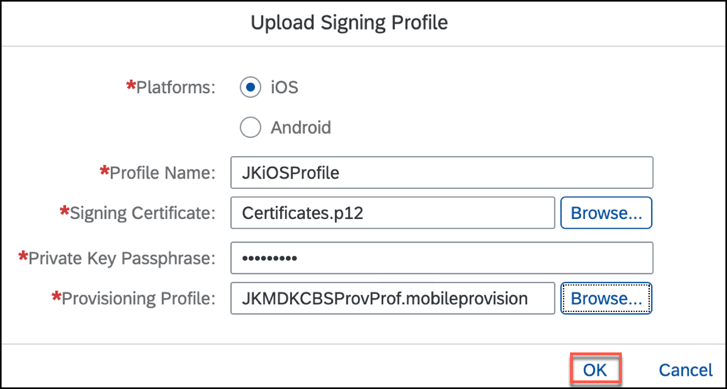 Upload Signing Profile
*Platforms: iOS
Android
*Profile Name: JKiOSProfile
*Signing Certificate: Certificates.p12 Browse...
*Private Key Passphrase: •••••••••
*Provisioning Profile: JKMDKCBSProvProf.mobileprovision Browse...
OK Cancel